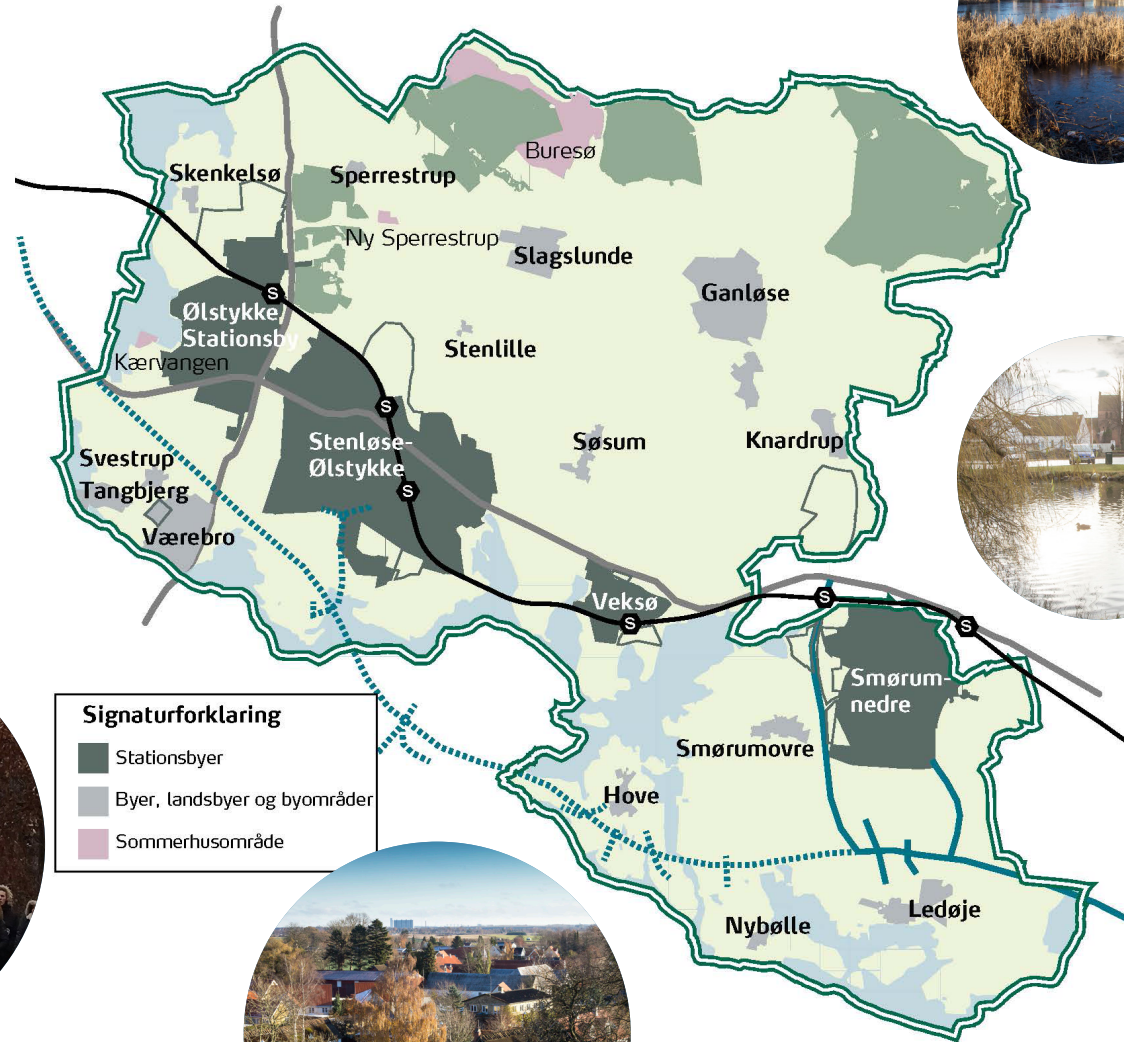 Buresø
Skenkelsø
Sperrestrup
Ny Sperrestrup
Slagslunde
Ganløse
S
Ølstykke
Stationsby
Stenlille
Kærvangen
S
Stenløse-
Ølstykke
Søsum
Knardrup
Svestrup
Tangbjerg
S
Værebro
Veksø
S
S
S
Smørum-
nedre
Signaturforklaring
Stationsbyer
Byer, landsbyer og byområder
Sommerhusområde
Smørumovre
Hove
Nybølle
Ledøje